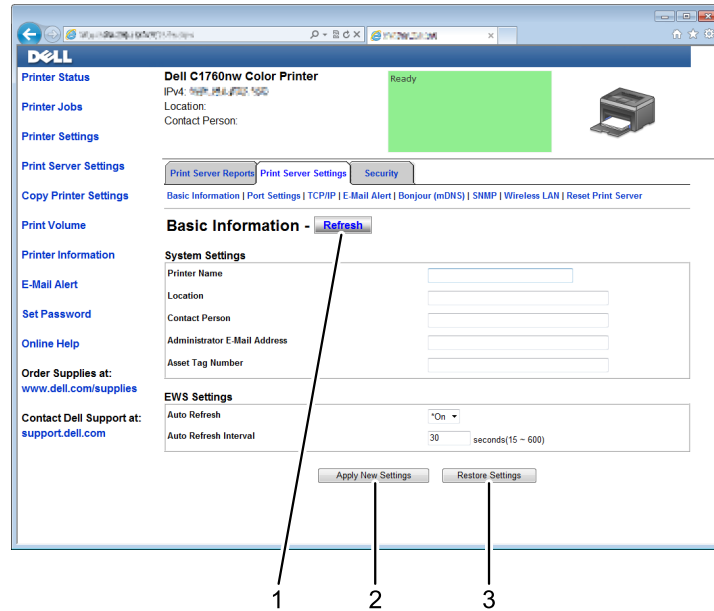 DELL
Printer Status
Printer Jobs
Printer Settings
Print Server Settings
Copy Printer Settings
Print Volume
Printer Information
E-Mail Alert
Set Password
Online Help
Order Supplies at:
www.dell.com/supplies
Contact Dell Support at:
support.dell.com
Dell C1760nw Color Printer
IPv4:
Location:
Contact Person:
Ready
Print Server Reports Print Server Settings Security
Basic Information | Port Settings | TCP/IP | E-Mail Alert | Bonjour (mDNS) | SNMP | Wireless LAN | Reset Print Server
Basic Information - Refresh
System Settings
Printer Name
Location
Contact Person
Administrator E-Mail Address
Asset Tag Number
EWS Settings
Auto Refresh *On
Auto Refresh Interval 30 seconds(15 ~ 600)
Apply New Settings Restore Settings
1 2 3